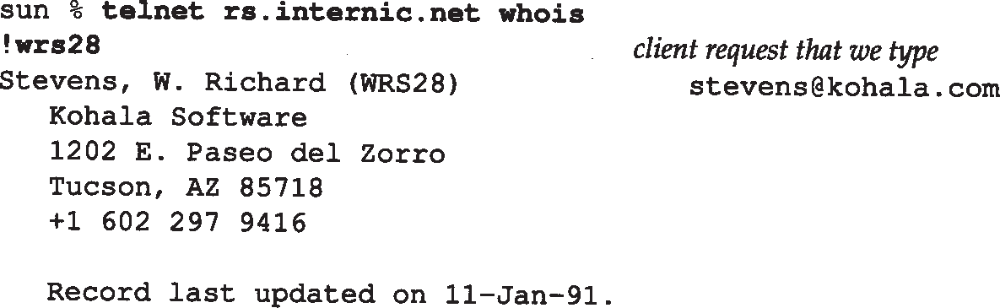 sun % telnet rs.internic.net whois
!wrs28 client request that we type
Stevens, W. Richard (WRS28) stevens@kohala.com
Kohala Software
1202 E. Paseo del Zorro
Tucson, AZ 85718
+1 602 297 9416
Record last updated on 11-Jan-91.